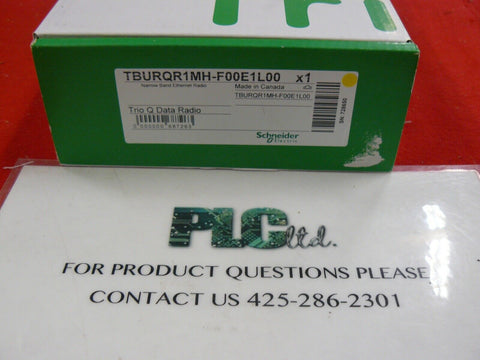 TBURQR1MH-F00E1L00 x1
Narrow Band Ethernet Radio
Made in Canada
TBURQR1MH-F00E1L00
Trio Q Data Radio
Schneider
Electric
PLC ltd.
FOR PRODUCT QUESTIONS PLEASE
CONTACT US 425-286-2301